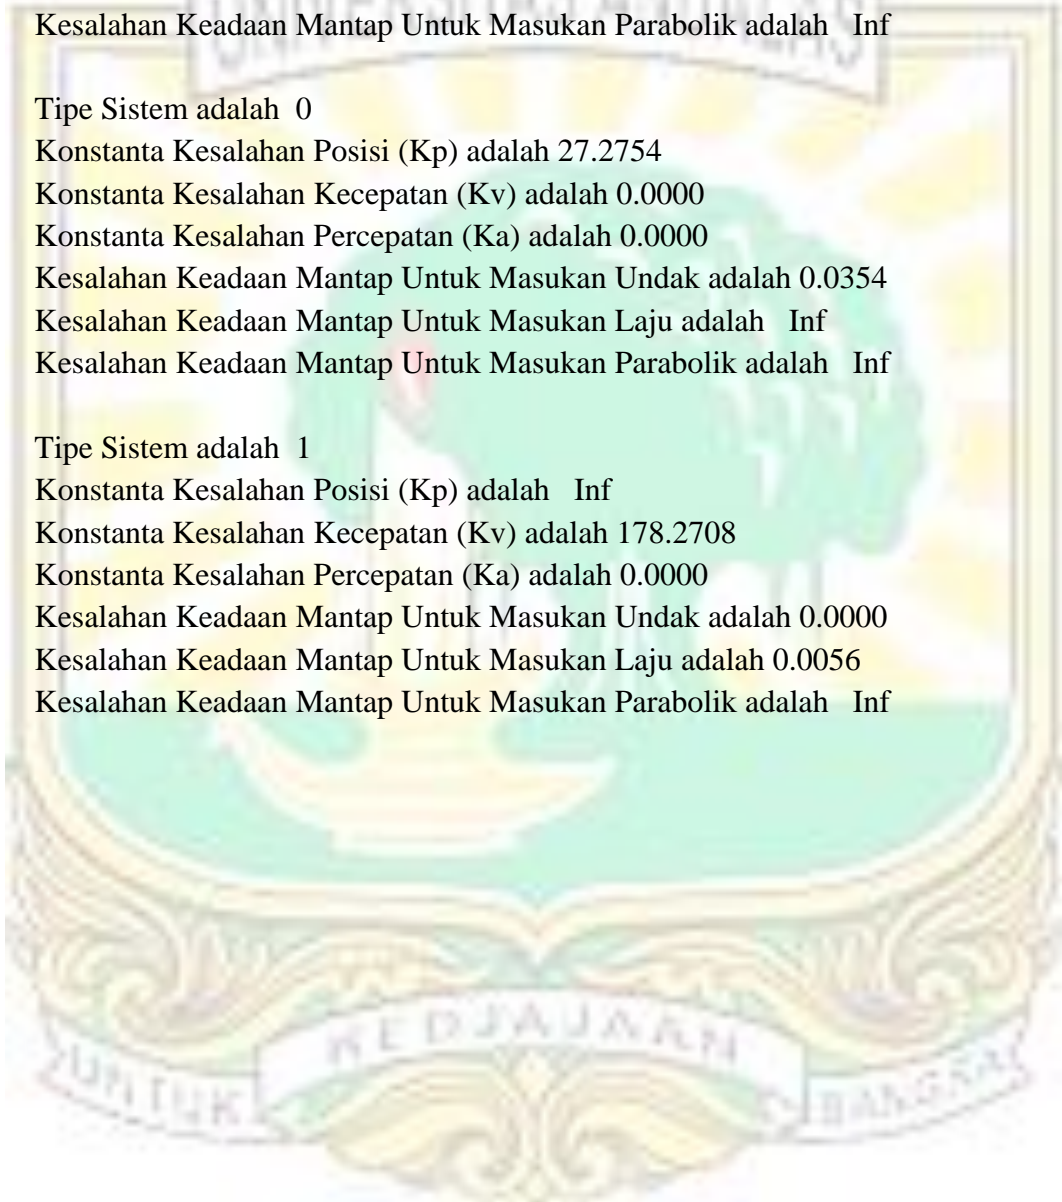 UNIVERSITAS ANDALAS
Kesalahan Keadaan Mantap Untuk Masukan Parabolik adalah   Inf
Tipe Sistem adalah  0
Konstanta Kesalahan Posisi (Kp) adalah 27.2754
Konstanta Kesalahan Kecepatan (Kv) adalah 0.0000
Konstanta Kesalahan Percepatan (Ka) adalah 0.0000
Kesalahan Keadaan Mantap Untuk Masukan Undak adalah 0.0354
Kesalahan Keadaan Mantap Untuk Masukan Laju adalah   Inf
Kesalahan Keadaan Mantap Untuk Masukan Parabolik adalah   Inf
Tipe Sistem adalah  1
Konstanta Kesalahan Posisi (Kp) adalah   Inf
Konstanta Kesalahan Kecepatan (Kv) adalah 178.2708
Konstanta Kesalahan Percepatan (Ka) adalah 0.0000
Kesalahan Keadaan Mantap Untuk Masukan Undak adalah 0.0000
Kesalahan Keadaan Mantap Untuk Masukan Laju adalah 0.0056
Kesalahan Keadaan Mantap Untuk Masukan Parabolik adalah   Inf
UNTUK KEDJAJAAN BANGSA